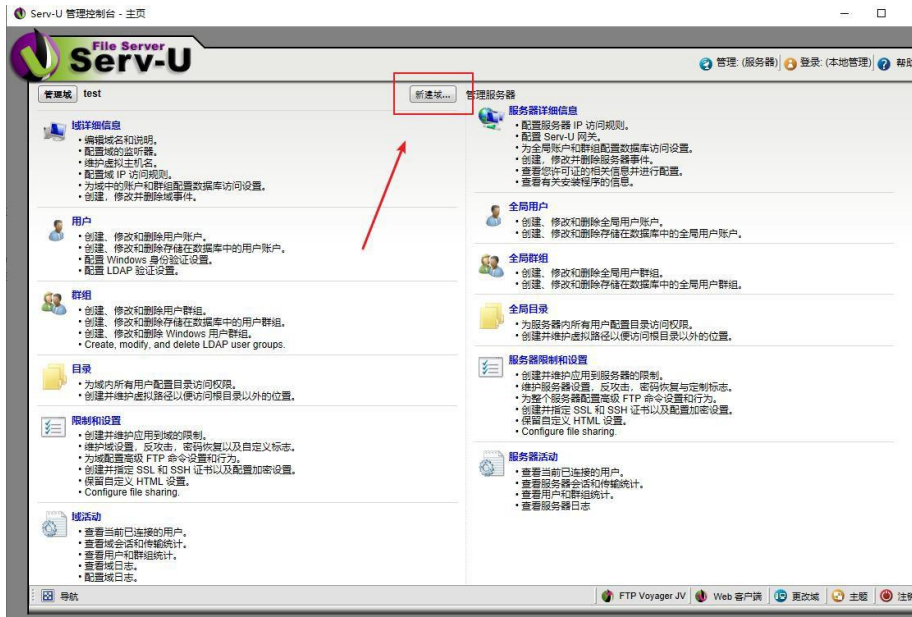 Serv-U 管理控制台 - 主页
File Server
Serv-U
管理: (服务器) 登录: (本地管理)
管理域 test 新建域...
域详细信息
• 编辑域名和说明。
• 配置域的监听器。
• 维护虚拟主机名。
• 配置域 IP 访问规则。
• 为域中的账户和群组配置数据库访问设置。
• 创建，修改并删除域事件。
用户
• 创建、修改和删除用户账户。
• 创建、修改和删除存储在数据库中的用户账户。
• 配置 Windows 身份验证设置。
• 配置 LDAP 验证设置。
群组
• 创建、修改和删除用户群组。
• 创建、修改和删除存储在数据库中的用户群组。
• 创建、修改和删除 Windows 用户群组。
• Create, modify, and delete LDAP user groups.
目录
• 为域内所有用户配置目录访问权限。
• 创建并维护虚拟路径以便访问根目录以外的位置。
限制和设置
• 创建并维护应用到域的限制。
• 维护域设置，反攻击，密码恢复以及自定义标志。
• 为域配置高级 FTP 命令设置和行为。
• 创建并指定 SSL 和 SSH 证书以及配置加密设置。
• 保留自定义 HTML 设置。
• Configure file sharing.
域活动
• 查看当前已连接的用户。
• 查看域会话和传输统计。
• 查看用户和群组统计。
• 查看域日志。
• 配置域日志。
管理服务器
服务器详细信息
• 配置服务器 IP 访问规则。
• 配置 Serv-U 网关。
• 为全局账户和群组配置数据库访问设置。
• 创建，修改并删除服务器事件。
• 查看您许可证的相关信息并进行配置。
• 查看有关安装程序的信息。
全局用户
• 创建、修改和删除全局用户账户。
• 创建、修改和删除存储在数据库中的全局用户账户。
全局群组
• 创建、修改和删除全局用户群组。
• 创建、修改和删除存储在数据库中的全局用户群组。
全局目录
• 为服务器内所有用户配置目录访问权限。
• 创建并维护虚拟路径以便访问根目录以外的位置。
服务器限制和设置
• 创建并维护应用到服务器的限制。
• 维护服务器设置，反攻击，密码恢复与定制标志。
• 为整个服务器配置高级 FTP 命令设置和行为。
• 创建并指定 SSL 和 SSH 证书以及配置加密设置。
• 保留自定义 HTML 设置。
• Configure file sharing.
服务器活动
• 查看当前已连接的用户。
• 查看服务器会话和传输统计。
• 查看用户和群组统计。
• 查看服务器日志
导航 FTP Voyager JV Web 客户端 更改域 主题